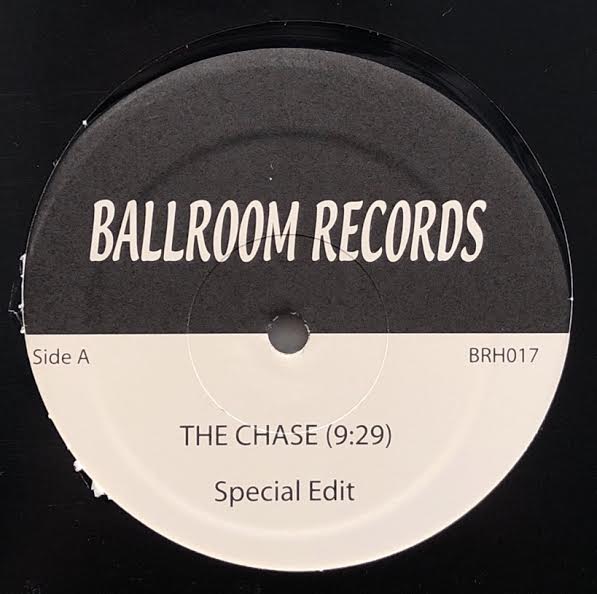 BALLROOM RECORDS
Side A
BRH017
THE CHASE (9:29)
Special Edit